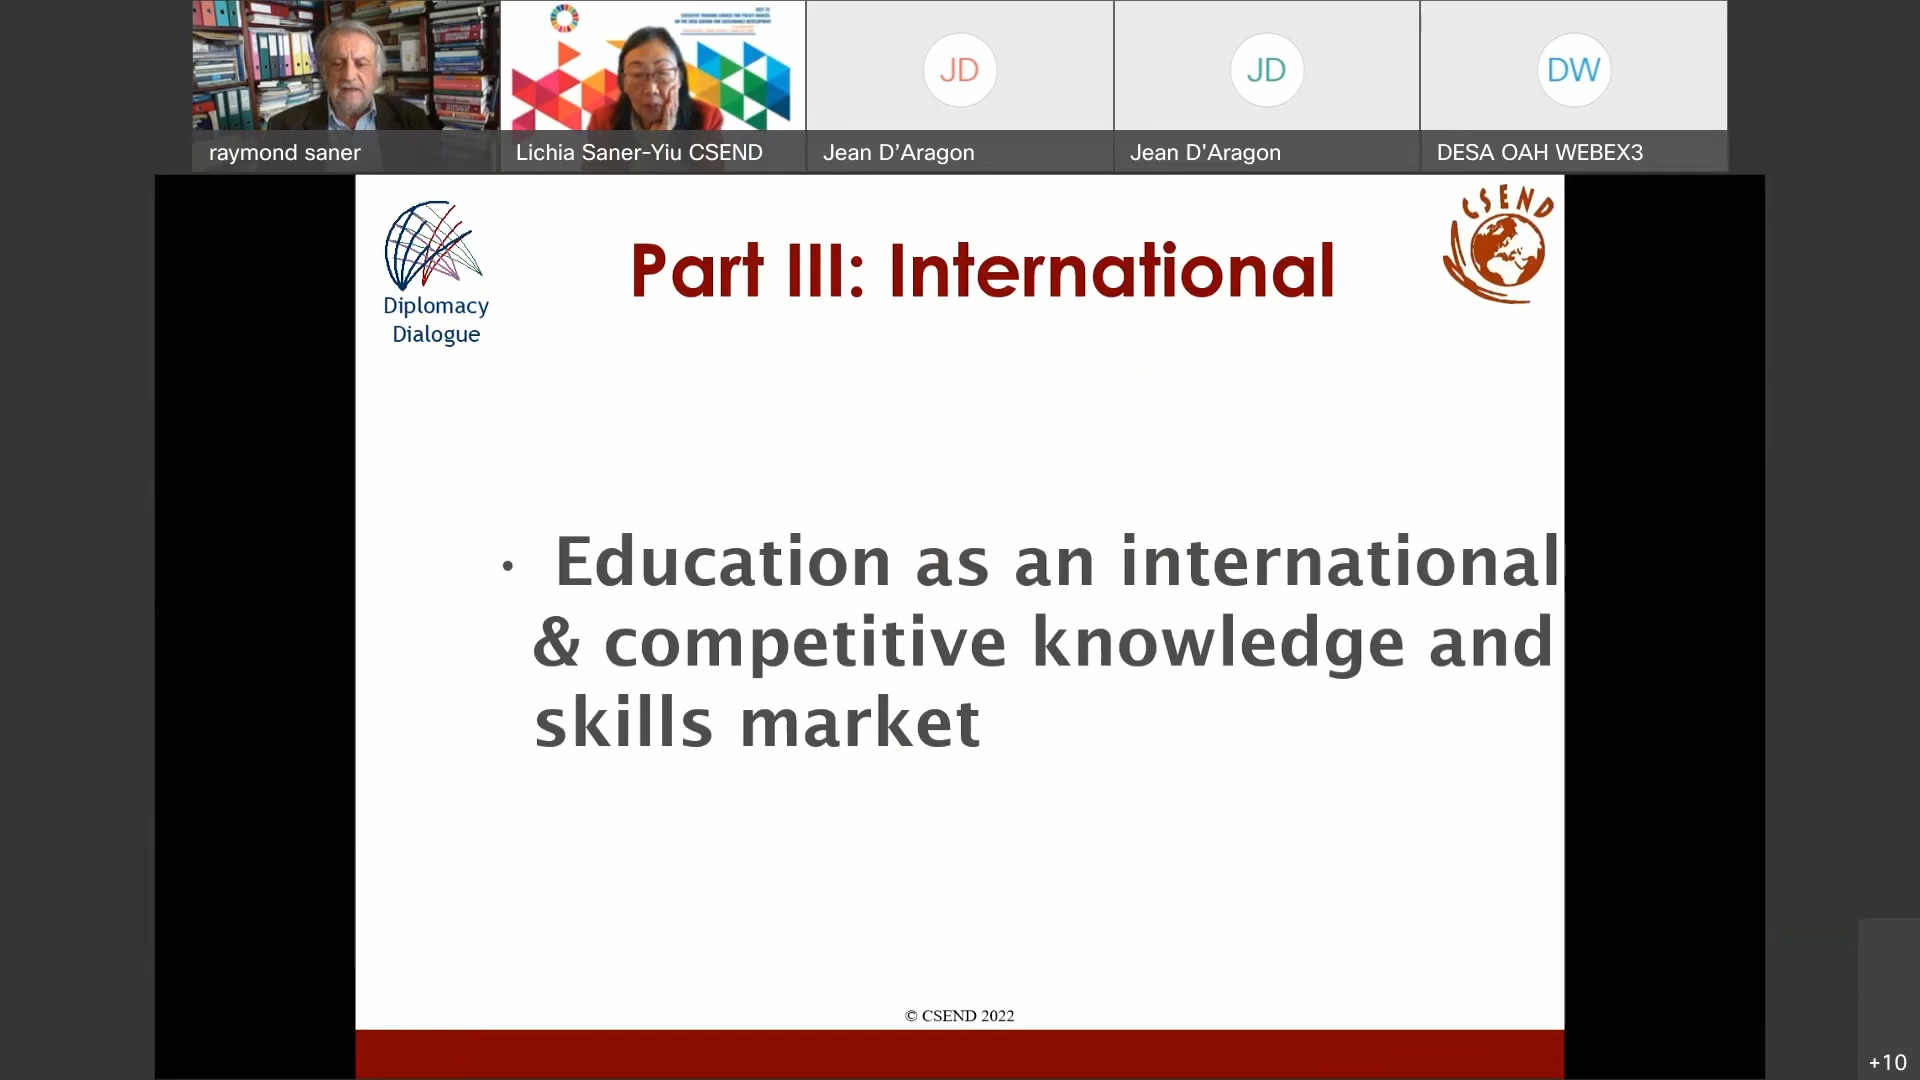 JD
JD
DW
raymond saner
Lichia Saner-Yiu CSEND
Jean D’Aragon
Jean D'Aragon
DESA OAH WEBEX3
CSEND
Part III: International
Diplomacy
Dialogue
· Education as an international
& competitive knowledge and
skills market
© CSEND 2022
+10